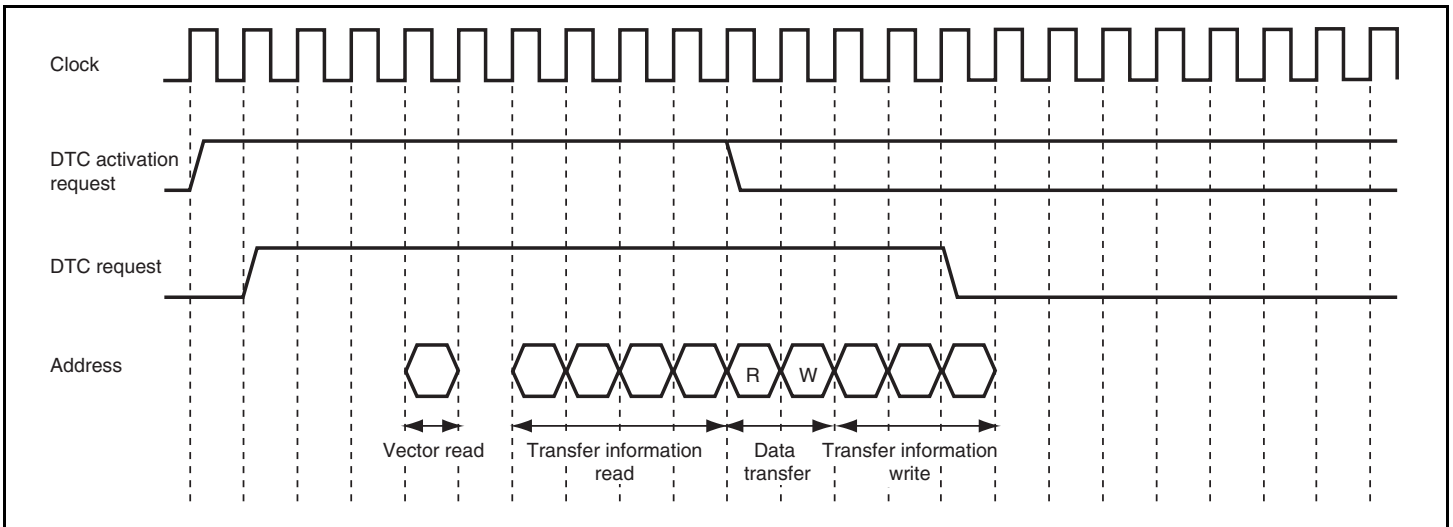 Clock
DTC activation
request
DTC request
Address
R
W
Vector read
Transfer information
read
Data
transfer
Transfer information
write